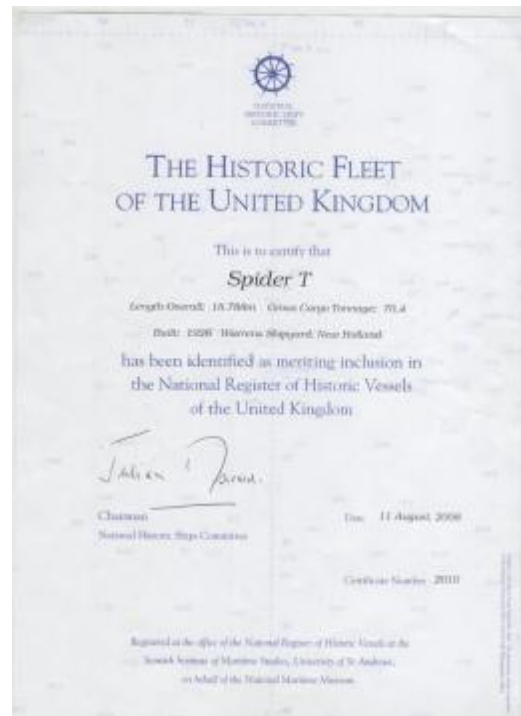 NATIONAL
HISTORIC SHIPS
COMMITTEE
THE HISTORIC FLEET
OF THE UNITED KINGDOM
This is to certify that
Spider T
Length Overall: Gross Cargo Tonnage: 70.4
Built: Warrens Shipyard, New Holland
has been identified as meriting inclusion in
the National Register of Historic Vessels
of the United Kingdom
Chairman
National Historic Ships Committee
Date 11 August,
Certificate Number 2010
Registered at the office of the National Register of Historic Vessels at the
Scottish Institute of Maritime Studies, University of St Andrews,
on behalf of the National Maritime Museum